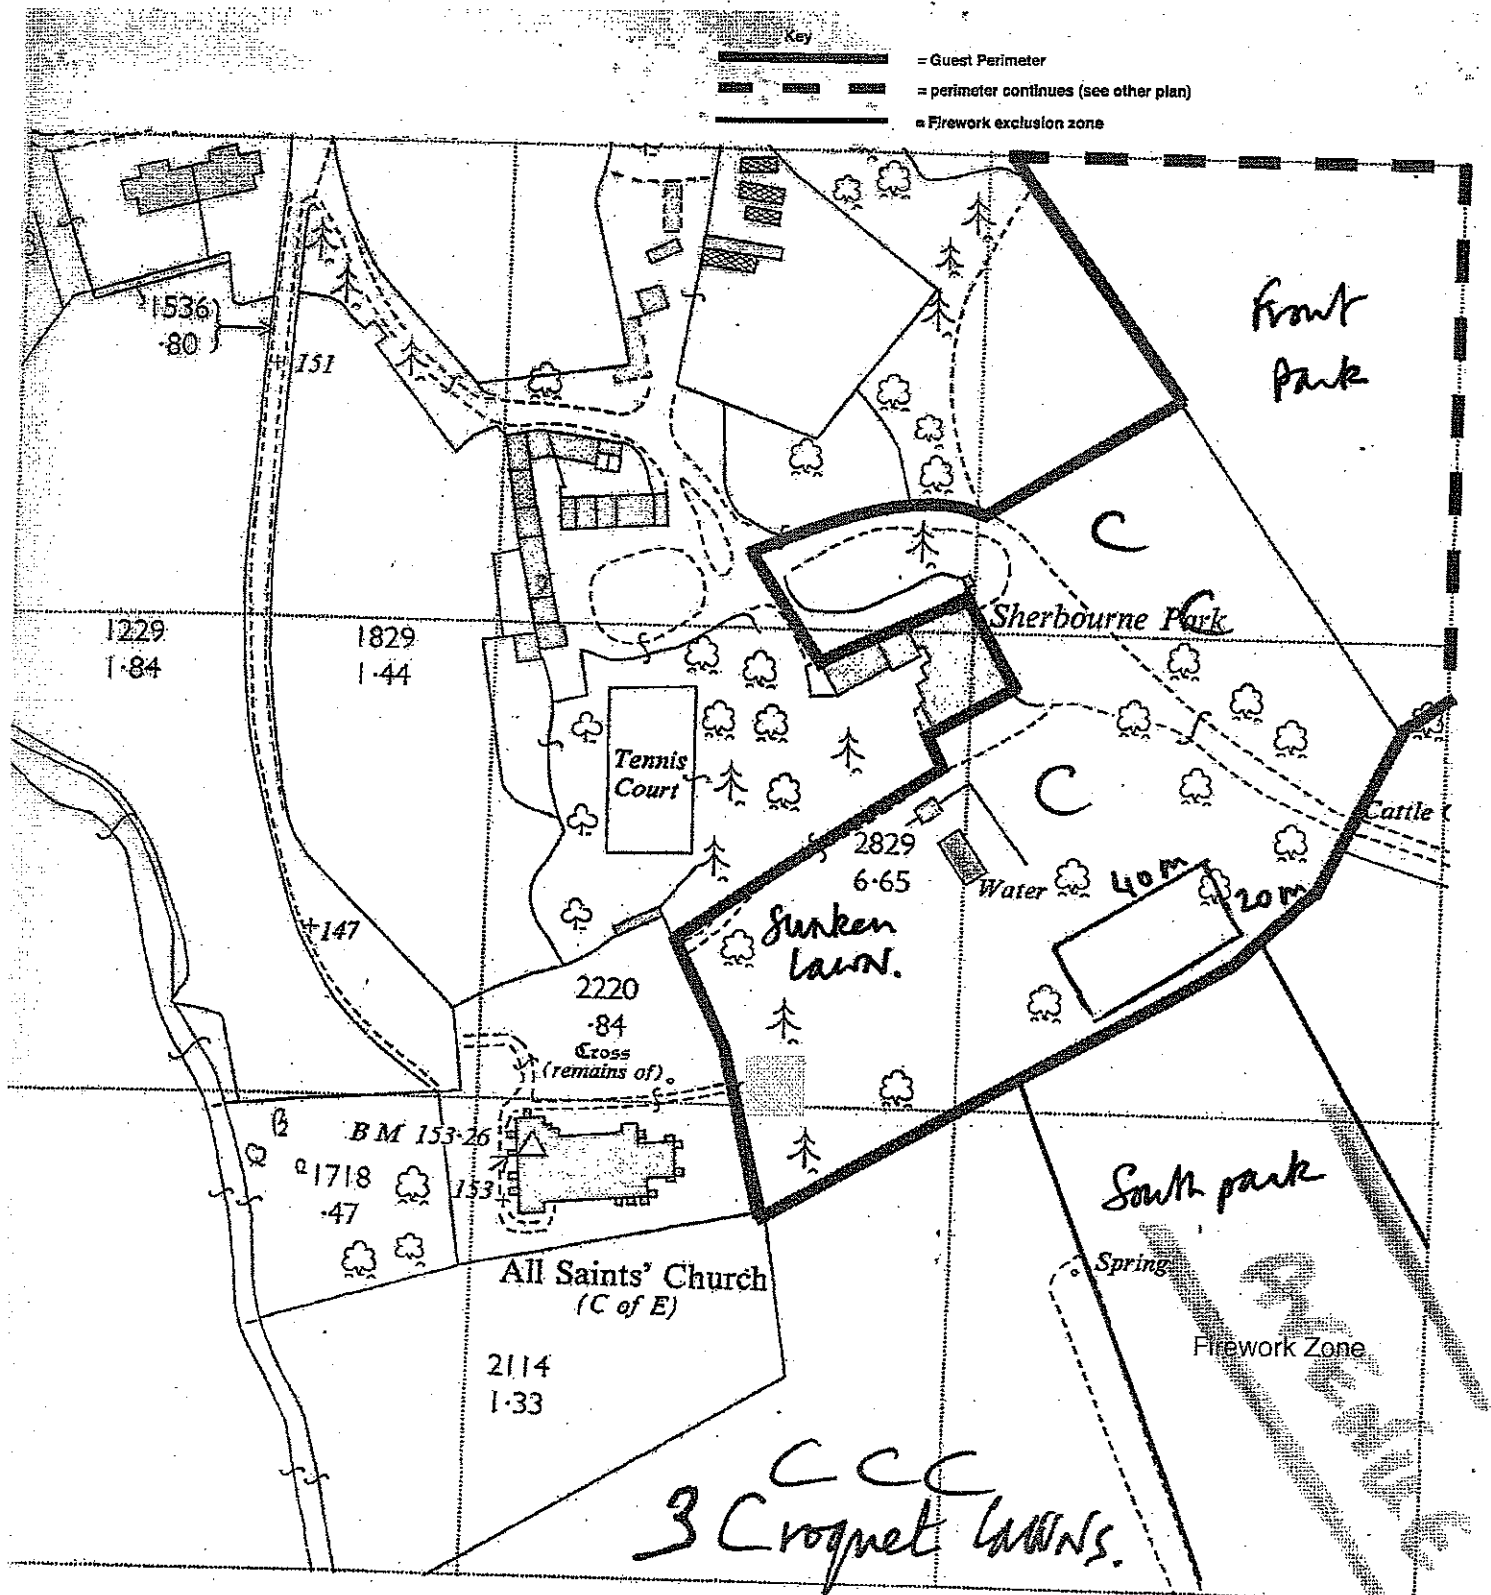 Key
= Guest Perimeter
= perimeter continues (see other plan)
= Firework exclusion zone
1536
·80
151
Front
park
C
Sherbourne Park
C
1229
1·84
1829
1·44
Tennis
Court
C
Cattle
2829
6·65
Water
40m
20m
Sunken
Lawn.
147
2220
·84
Cross
(remains of)
BM 153·26
1718
·47
153
South park
Spring
All Saints' Church
(C of E)
Firework Zone
2114
1·33
C C C
3 Croquet Lawns.